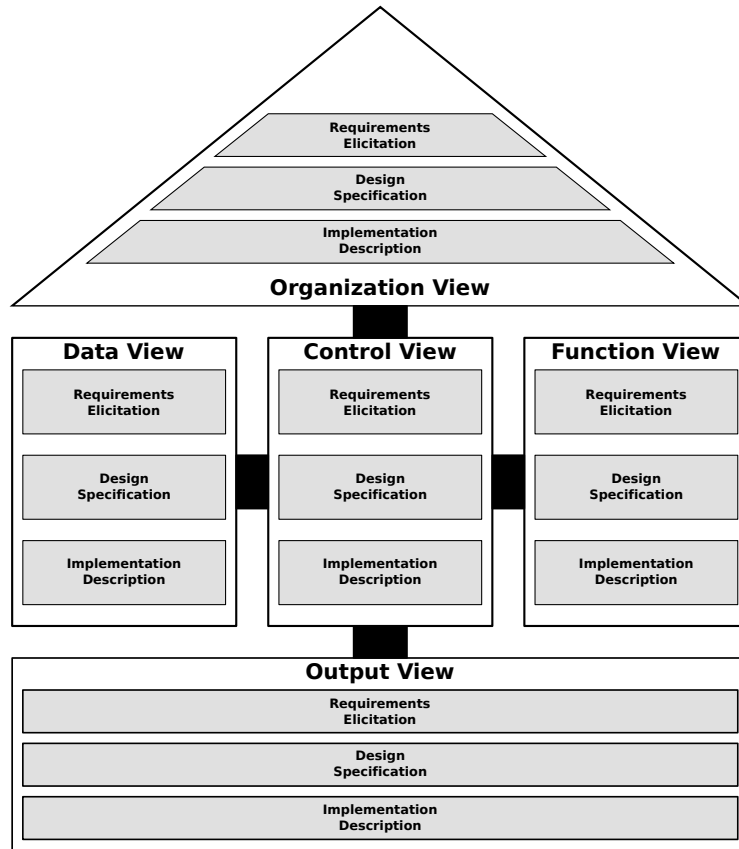 Requirements
Elicitation
Design
Specification
Implementation
Description
Organization View
Data View
Requirements
Elicitation
Design
Specification
Implementation
Description
Control View
Requirements
Elicitation
Design
Specification
Implementation
Description
Function View
Requirements
Elicitation
Design
Specification
Implementation
Description
Output View
Requirements
Elicitation
Design
Specification
Implementation
Description